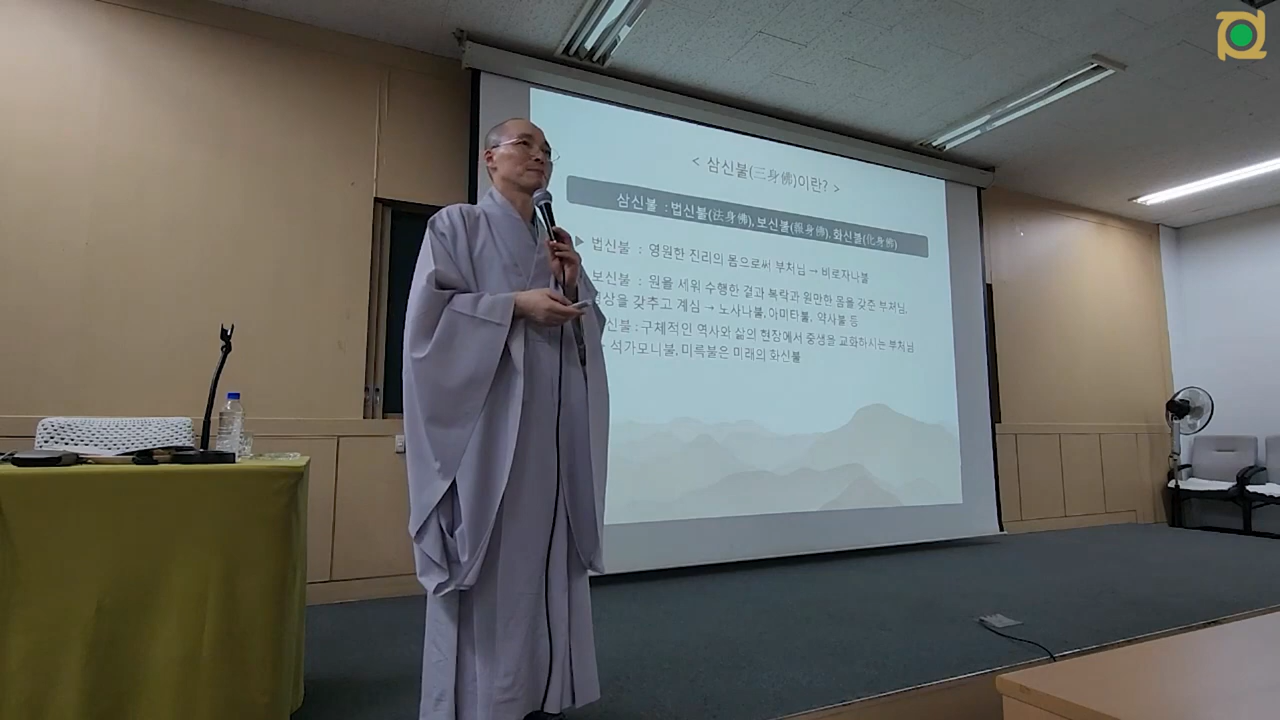 < 삼신불(三身佛)이란? >
삼신불 : 법신불(法身佛), 보신불(報身佛), 화신불(化身佛)
▶ 법신불 : 영원한 진리의 몸으로써 부처님 → 비로자나불
보신불 : 원을 세워 수행한 결과 복락과 원만한 몸을 갖춘 부처님,
갖추고 계심 → 노사나불, 아미타불, 약사불 등
신불 : 구체적인 역사와 삶의 현장에서 중생을 교화하시는 부처님
석가모니불, 미륵불은 미래의 화신불